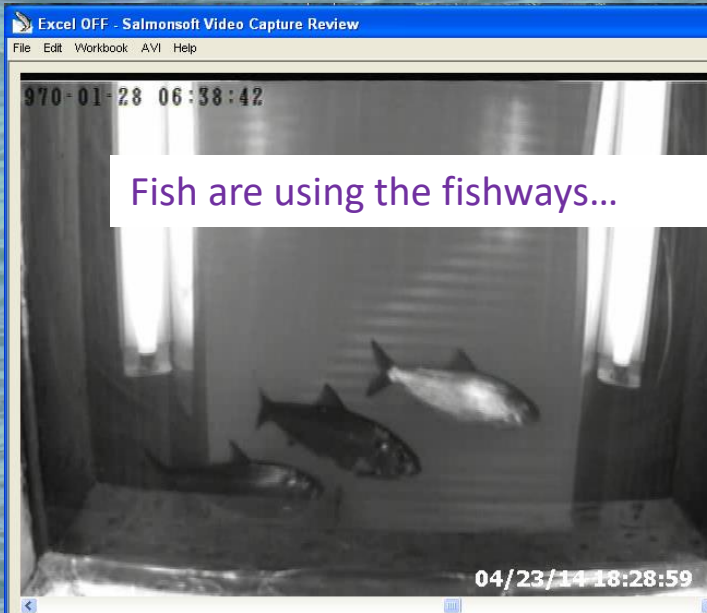 Excel OFF - Salmonsoft Video Capture Review
File Edit Workbook AVI Help
970-01-28 06:38:42
Fish are using the fishways...
04/23/14 18:28:59